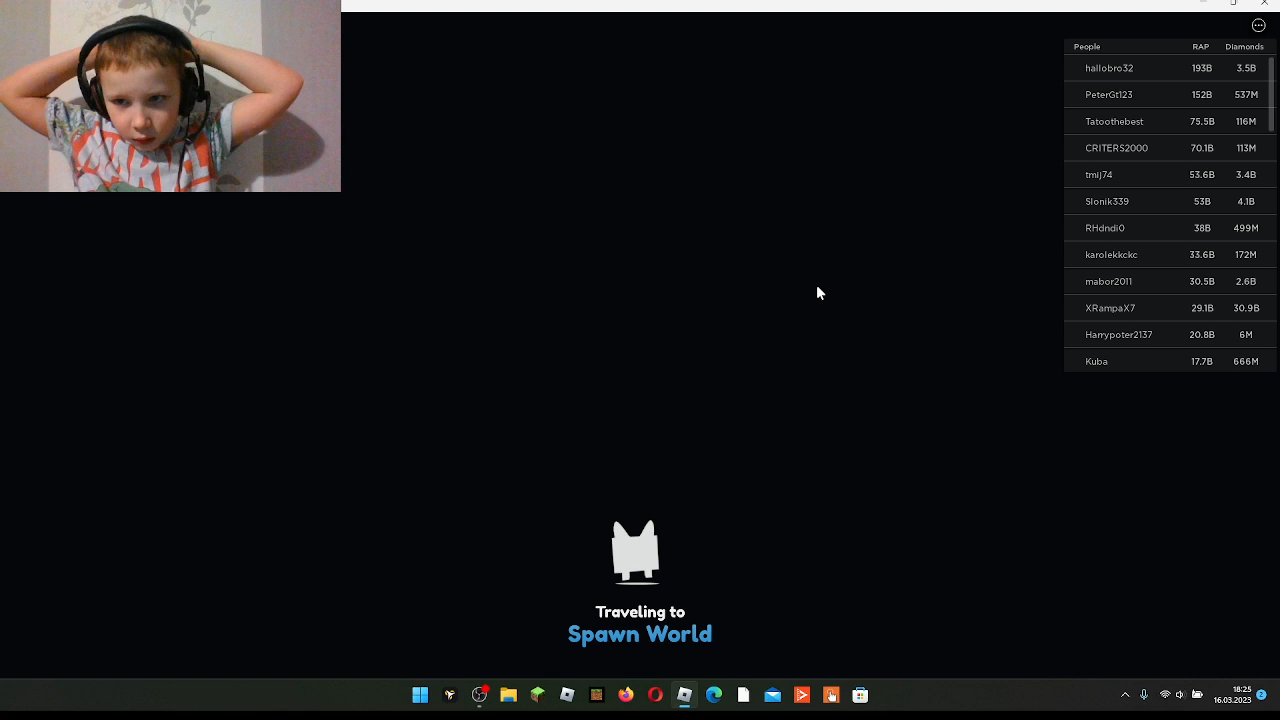 People RAP Diamonds
hallobro32 193B 3.5B
PeterGt123 152B 537M
Tatoothebest 75.5B 116M
CRITERS2000 70.1B 113M
tmlj74 53.6B 3.4B
Slonik339 53B 4.1B
RHdndi0 38B 499M
karolekkckc 33.6B 172M
mabor2011 30.5B 2.6B
XRampaX7 29.1B 30.9B
Harrypoter2137 20.8B 6M
Kuba 17.7B 666M
Traveling to
Spawn World
18:25
16.03.2023
2